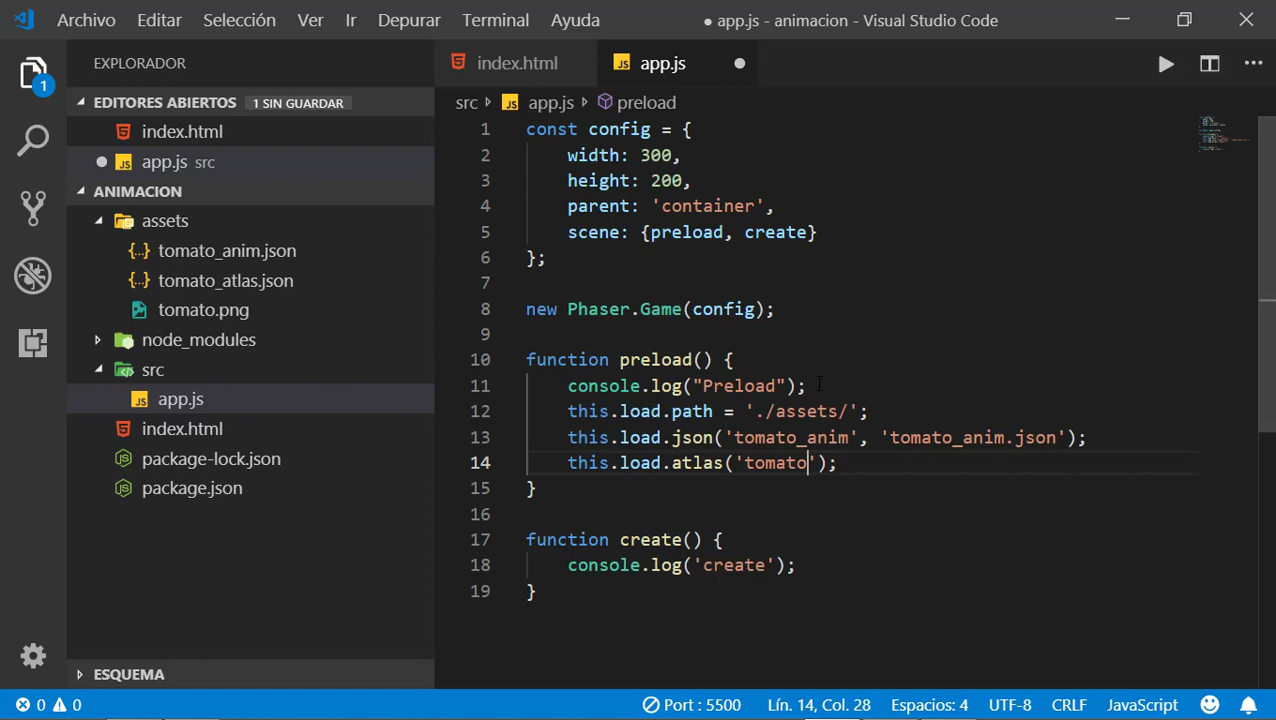 Archivo Editar Selección Ver Ir Depurar Terminal Ayuda ● app.js - animacion - Visual Studio Code
EXPLORADOR
1
EDITORES ABIERTOS 1 SIN GUARDAR
index.html
JS app.js src
ANIMACION
assets
{..} tomato_anim.json
{..} tomato_atlas.json
tomato.png
node_modules
src
JS app.js
index.html
package-lock.json
package.json
ESQUEMA
index.html JS app.js
src JS app.js preload
1 const config = {
2 width: 300,
3 height: 200,
4 parent: 'container',
5 scene: {preload, create}
6 };
7
8 new Phaser.Game(config);
9
10 function preload() {
11 console.log("Preload");
12 this.load.path = './assets/';
13 this.load.json('tomato_anim', 'tomato_anim.json');
14 this.load.atlas('tomato');
15 }
16
17 function create() {
18 console.log('create');
19 }
0 0 Port : 5500 Lín. 14, Col. 28 Espacios: 4 UTF-8 CRLF JavaScript